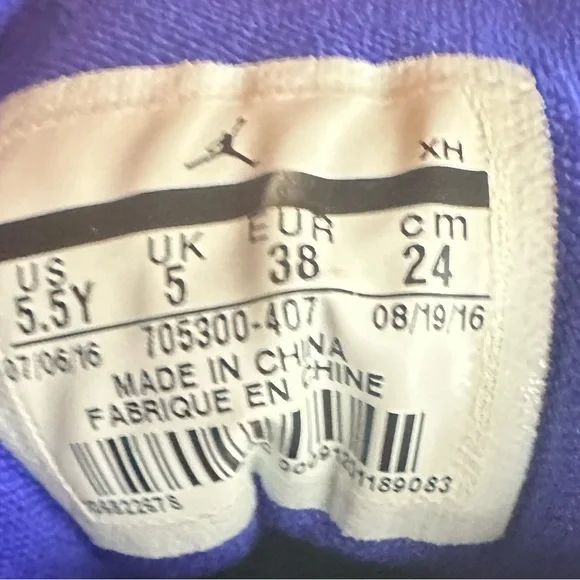 XH
US UK EUR cm
5.5Y 5 38 24
07/06/16 705300-407 08/19/16
MADE IN CHINA
FABRIQUE EN CHINE